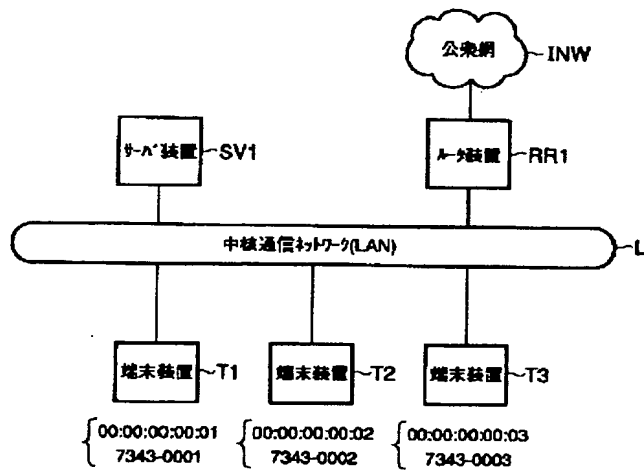 公衆網
INW
サーバ装置
SV1
ルータ装置
RR1
中核通信ネットワーク(LAN)
L
端末装置
T1
端末装置
T2
端末装置
T3
00:00:00:00:01
7343-0001
00:00:00:00:02
7343-0002
00:00:00:00:03
7343-0003